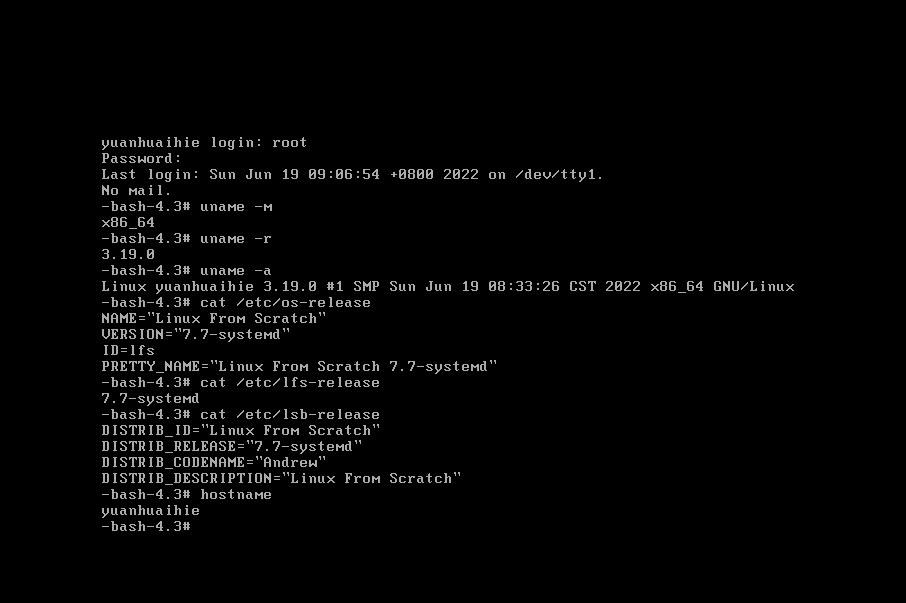 yuanhuaihie login: root
Password:
Last login: Sun Jun 19 09:06:54 +0800 2022 on /dev/tty1.
No mail.
-bash-4.3# uname -m
x86_64
-bash-4.3# uname -r
3.19.0
-bash-4.3# uname -a
Linux yuanhuaihie 3.19.0 #1 SMP Sun Jun 19 08:33:26 CST 2022 x86_64 GNU/Linux
-bash-4.3# cat /etc/os-release
NAME="Linux From Scratch"
VERSION="7.7-systemd"
ID=lfs
PRETTY_NAME="Linux From Scratch 7.7-systemd"
-bash-4.3# cat /etc/lfs-release
7.7-systemd
-bash-4.3# cat /etc/lsb-release
DISTRIB_ID="Linux From Scratch"
DISTRIB_RELEASE="7.7-systemd"
DISTRIB_CODENAME="Andrew"
DISTRIB_DESCRIPTION="Linux From Scratch"
-bash-4.3# hostname
yuanhuaihie
-bash-4.3#